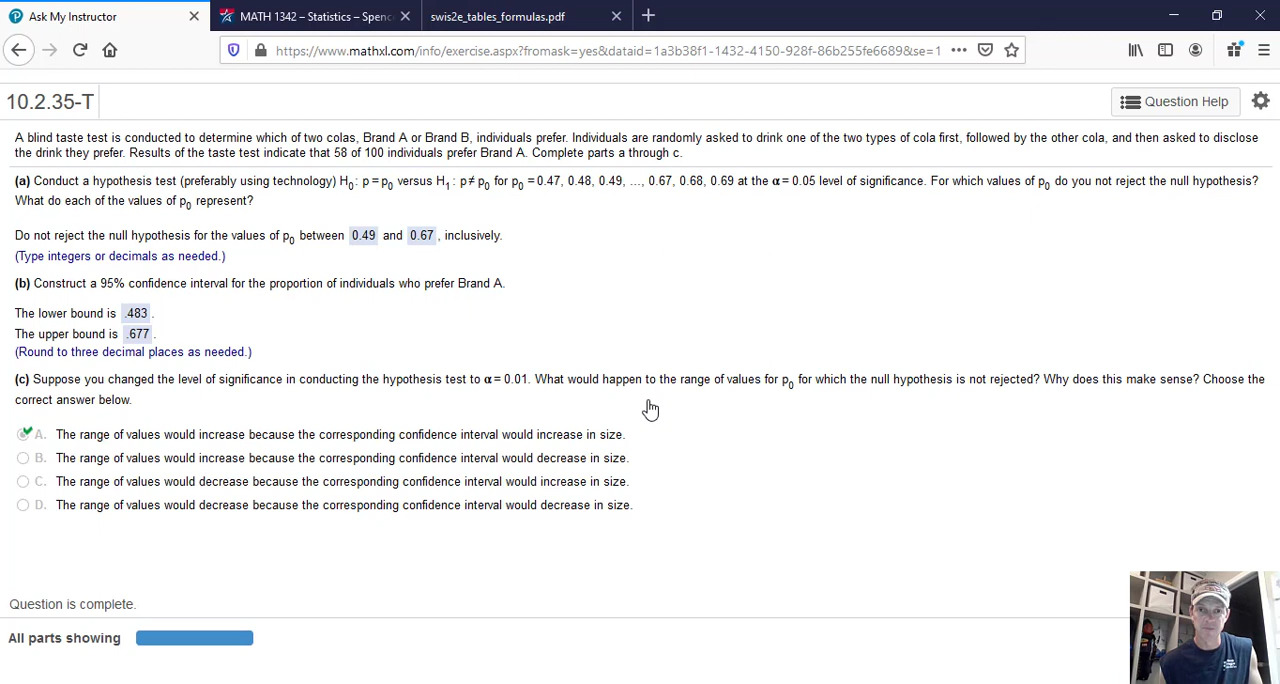 Ask My Instructor
MATH 1342 – Statistics – Spenc
swis2e_tables_formulas.pdf
https://www.mathxl.com/info/exercise.aspx?fromask=yes&dataid=1a3b38f1-1432-4150-928f-86b255fe6689&se=1
10.2.35-T
Question Help
A blind taste test is conducted to determine which of two colas, Brand A or Brand B, individuals prefer. Individuals are randomly asked to drink one of the two types of cola first, followed by the other cola, and then asked to disclose
the drink they prefer. Results of the taste test indicate that 58 of 100 individuals prefer Brand A. Complete parts a through c.
(a) Conduct a hypothesis test (preferably using technology) H₀: p = p₀ versus H₁: p ≠ p₀ for p₀ = 0.47, 0.48, 0.49, ..., 0.67, 0.68, 0.69 at the α = 0.05 level of significance. For which values of p₀ do you not reject the null hypothesis?
What do each of the values of p₀ represent?
Do not reject the null hypothesis for the values of p₀ between 0.49 and 0.67, inclusively.
(Type integers or decimals as needed.)
(b) Construct a 95% confidence interval for the proportion of individuals who prefer Brand A.
The lower bound is .483.
The upper bound is .677.
(Round to three decimal places as needed.)
(c) Suppose you changed the level of significance in conducting the hypothesis test to α = 0.01. What would happen to the range of values for p₀ for which the null hypothesis is not rejected? Why does this make sense? Choose the
correct answer below.
A. The range of values would increase because the corresponding confidence interval would increase in size.
B. The range of values would increase because the corresponding confidence interval would decrease in size.
C. The range of values would decrease because the corresponding confidence interval would increase in size.
D. The range of values would decrease because the corresponding confidence interval would decrease in size.
Question is complete.
All parts showing